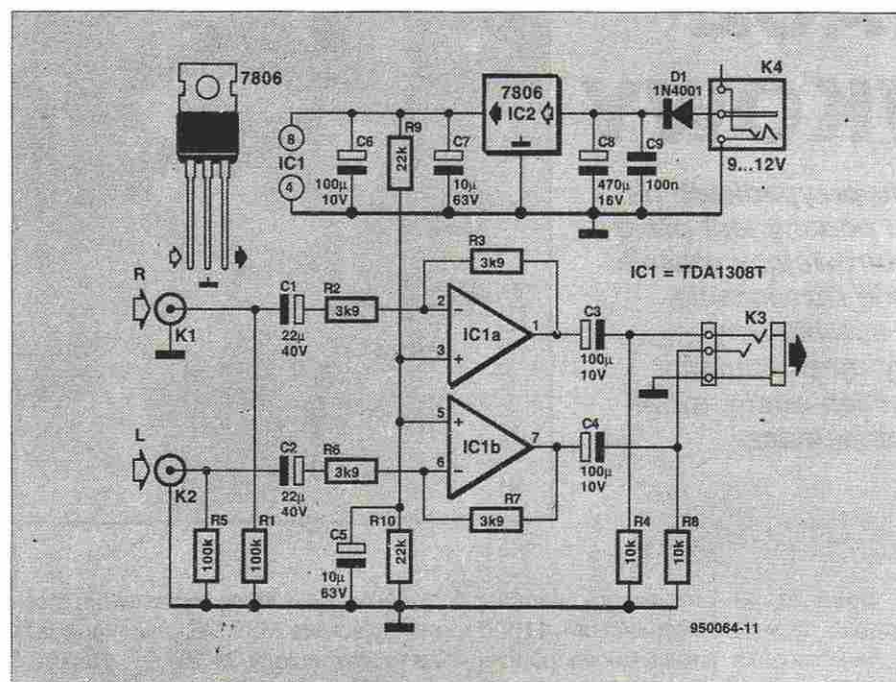 7806
K4
D1
1N4001
9...12V
7806
IC2
8
IC1
4
C6
100µ
10V
R9
22k
C7
10µ
63V
C8
470µ
16V
C9
100n
R3
3k9
IC1 = TDA1308T
R
K1
C1
22µ
40V
R2
3k9
2
3
1
IC1a
C3
100µ
10V
K3
L
K2
C2
22µ
40V
R6
3k9
5
6
7
IC1b
C4
100µ
10V
R7
3k9
R5
100k
R1
100k
C5
10µ
63V
R10
22k
R4
10k
R8
10k
950064-11